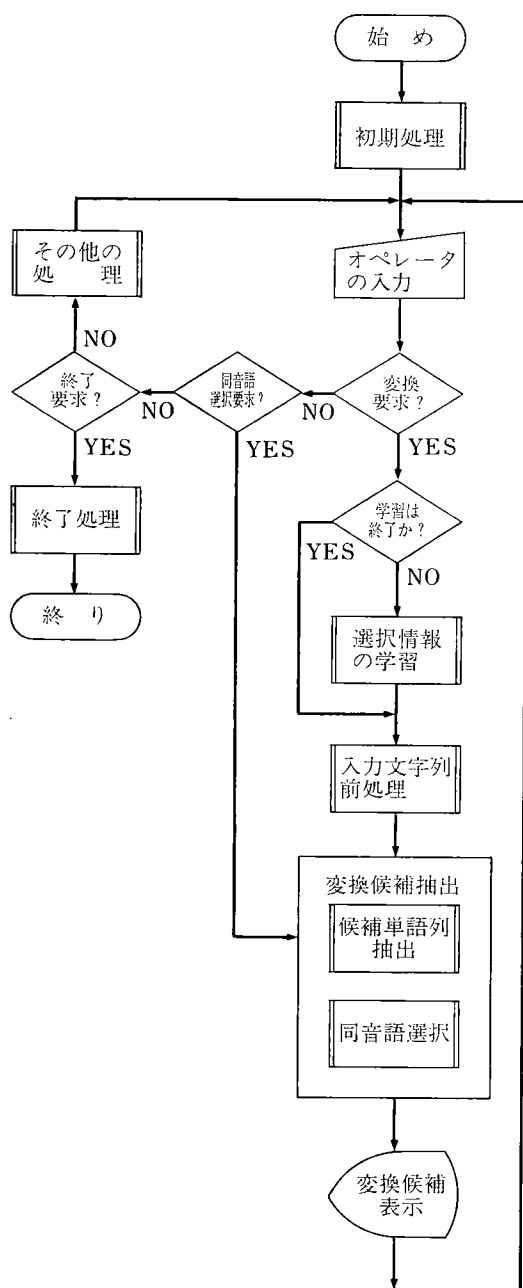 始　め
初期処理
その他の
処　　理
オペレータ
の入力
NO
終了
要求？
NO
同音語
選択要求？
NO
変換
要求？
YES
YES
YES
終了処理
学習は
終了か？
YES
NO
終　り
選択情報
の学習
入力文字列
前処理
変換候補抽出
候補単語列
抽出
同音語選択
変換候補
表示